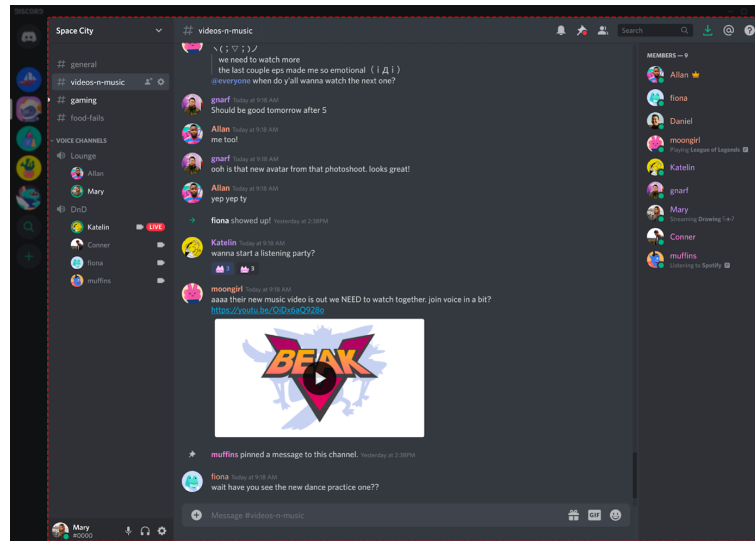 DISCORD
Space City
# general
# videos-n-music
# gaming
# food-fails
VOICE CHANNELS
Lounge
Allan
Mary
DnD
Katelin LIVE
Conner
fiona
muffins
Mary
#0000
# videos-n-music
Search
ヽ( ; ▽ ; )ノ
we need to watch more
the last couple eps made me so emotional ( i Д i )
@everyone when do y'all wanna watch the next one?
gnarf Today at 9:18 AM
Should be good tomorrow after 5
Allan Today at 9:18 AM
me too!
gnarf Today at 9:18 AM
ooh is that new avatar from that photoshoot. looks great!
Allan Today at 9:18 AM
yep yep ty
fiona showed up! Yesterday at 2:38PM
Katelin Today at 9:18 AM
wanna start a listening party?
3 3
moongirl Today at 9:18 AM
aaaa their new music video is out we NEED to watch together. join voice in a bit?
https://youtu.be/OiDx6aQ928o
BEAK
muffins pinned a message to this channel. Yesterday at 2:38PM
fiona Today at 9:18 AM
wait have you see the new dance practice one??
Message #videos-n-music
GIF
MEMBERS — 9
Allan
fiona
Daniel
moongirl
Playing League of Legends
Katelin
gnarf
Mary
Streaming
Conner
muffins
Listening to Spotify